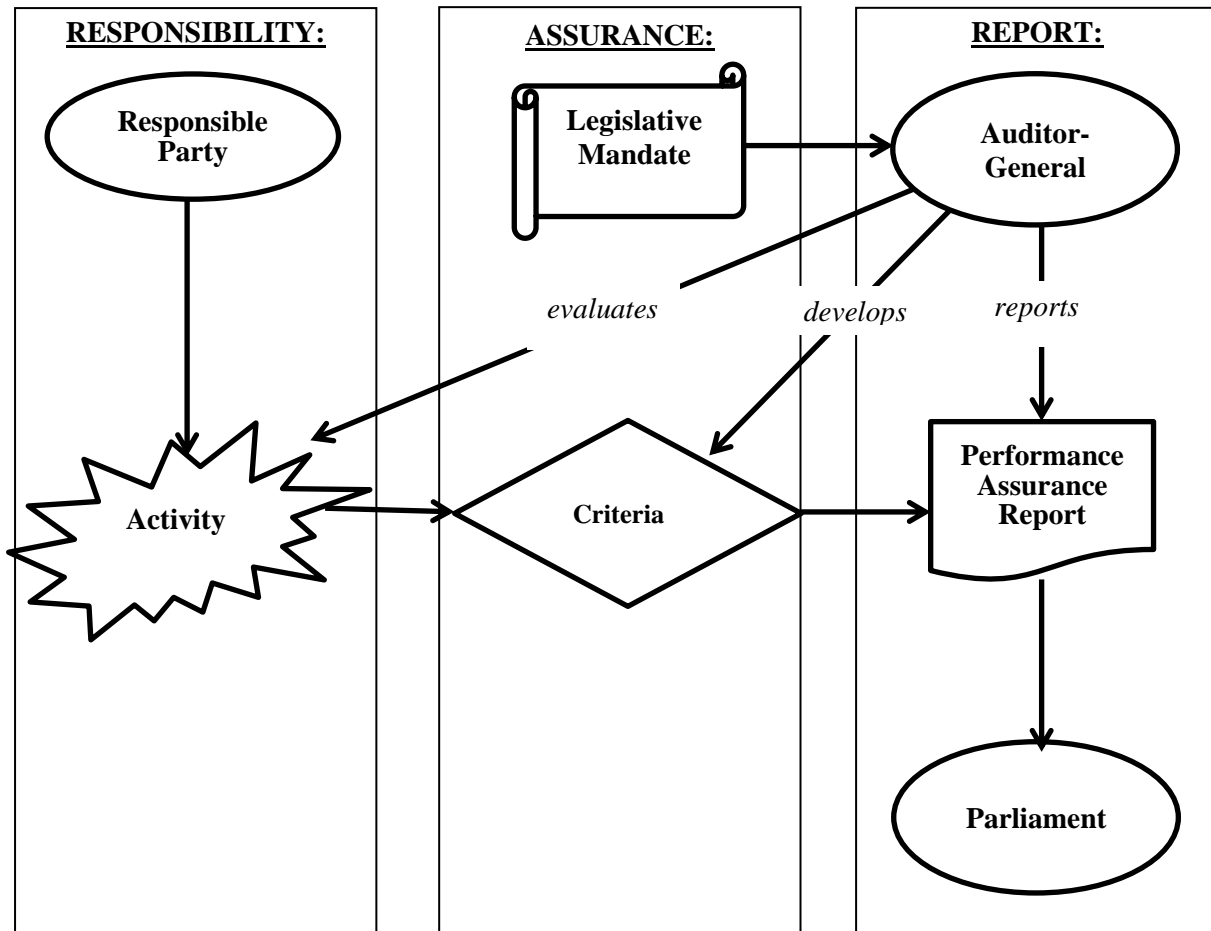 RESPONSIBILITY:
ASSURANCE:
REPORT:
Responsible
Party
Legislative
Mandate
Auditor-
General
evaluates
develops
reports
Activity
Criteria
Performance
Assurance
Report
Parliament